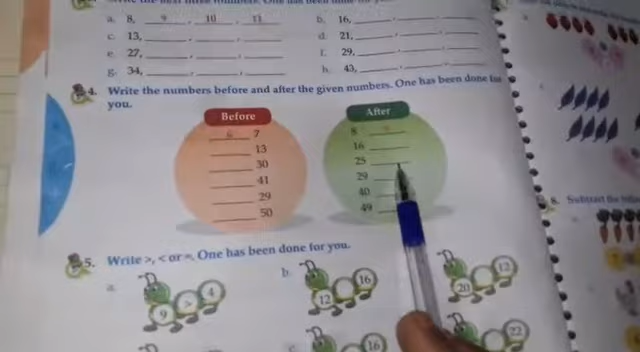 a. 8, 9, 10, 11 b. 16,
c. 13, d. 21,
e. 27, f. 29,
g. 34, h. 43,
4. Write the numbers before and after the given numbers. One has been done for
you.
Before After
6 7 8 9
13 16
30 25
41 29
29 40
50 49
5. Write >, < or =. One has been done for you.
a. 9 > 4 b. 12 16 20 12
16 22
8. Subtract the